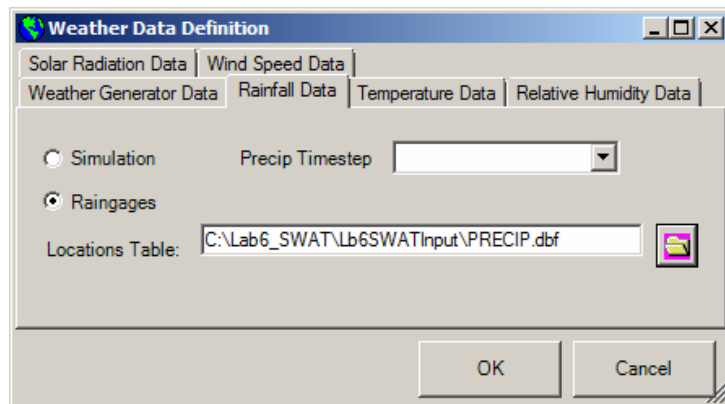 Weather Data Definition
Solar Radiation Data Wind Speed Data
Weather Generator Data Rainfall Data Temperature Data Relative Humidity Data
Simulation Precip Timestep
Raingages
Locations Table: C:\Lab6_SWAT\Lb6SWATInput\PRECIP.dbf
OK Cancel